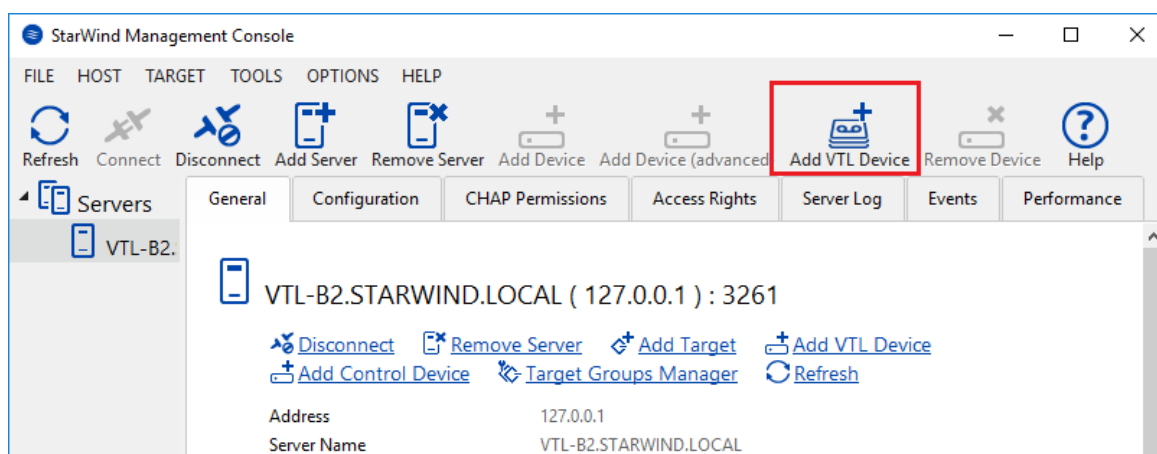 StarWind Management Console
FILE HOST TARGET TOOLS OPTIONS HELP
Refresh Connect Disconnect Add Server Remove Server Add Device Add Device (advanced) Add VTL Device Remove Device Help
Servers General Configuration CHAP Permissions Access Rights Server Log Events Performance
VTL-B2.
VTL-B2.STARWIND.LOCAL ( 127.0.0.1 ) : 3261
Disconnect Remove Server Add Target Add VTL Device
Add Control Device Target Groups Manager Refresh
Address 127.0.0.1
Server Name VTL-B2.STARWIND.LOCAL